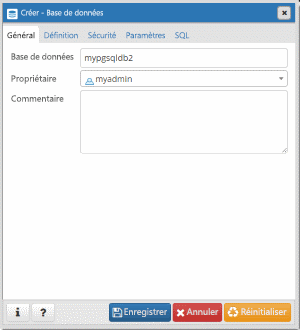 Créer - Base de données
Général Définition Sécurité Paramètres SQL
Base de données mypgsqldb2
Propriétaire myadmin
Commentaire
i ? Enregistrer Annuler Réinitialiser